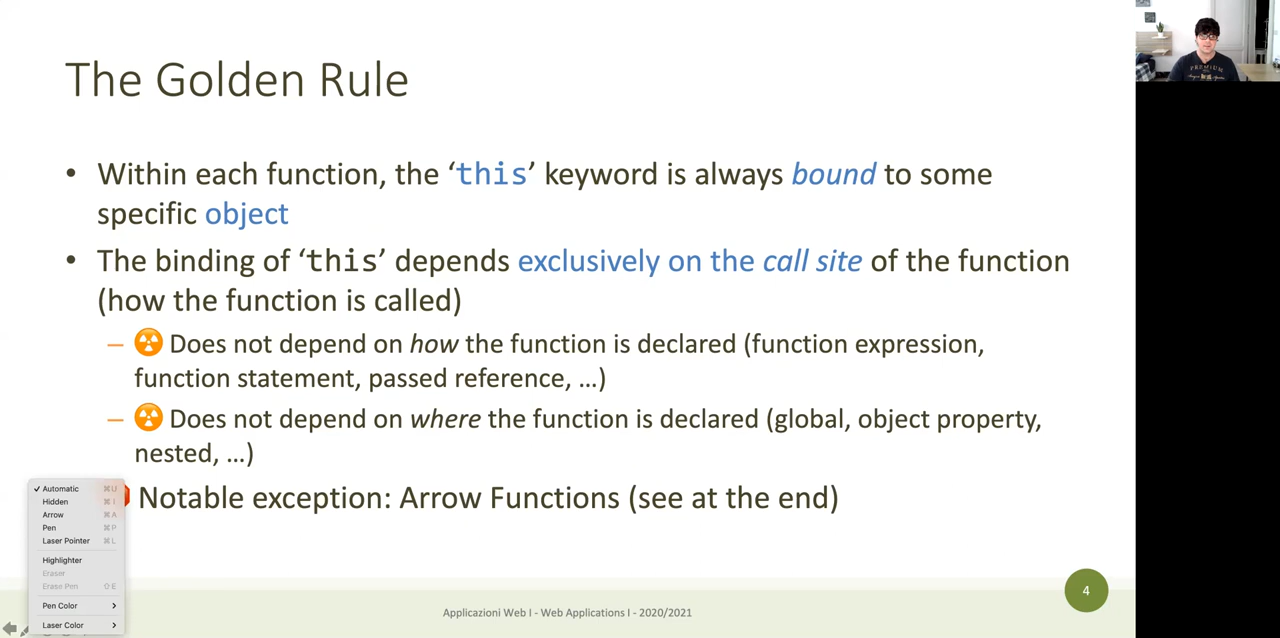 The Golden Rule
• Within each function, the ‘this’ keyword is always bound to some
specific object
• The binding of ‘this’ depends exclusively on the call site of the function
(how the function is called)
– ☢ Does not depend on how the function is declared (function expression,
function statement, passed reference, …)
– ☢ Does not depend on where the function is declared (global, object property,
nested, …)
Notable exception: Arrow Functions (see at the end)
✓ Automatic ⌘U
Hidden ⌘I
Arrow ⌘A
Pen ⌘P
Laser Pointer ⌘L
Highlighter
Eraser
Erase Pen ⇧E
Pen Color >
Laser Color >
Applicazioni Web I - Web Applications I - 2020/2021
4
PREMIUM